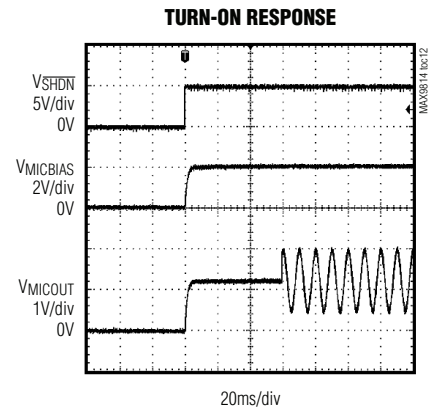 TURN-ON RESPONSE
VSHDN
5V/div
0V
VMICBIAS
2V/div
0V
VMICOUT
1V/div
0V
20ms/div
MAX9814 toc12
T